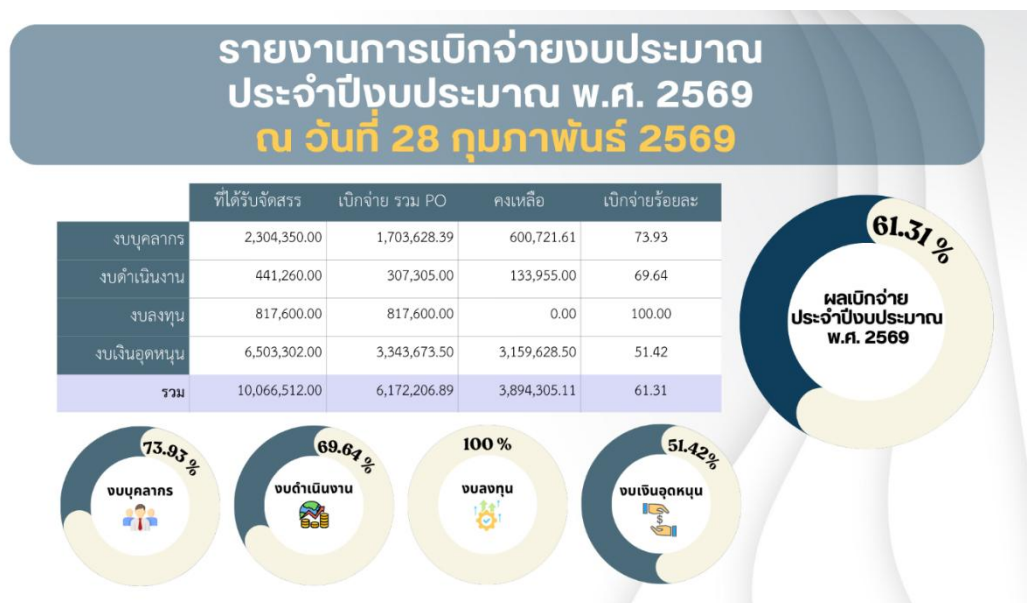 รายงานการเบิกจ่ายงบประมาณ
ประจำปีงบประมาณ พ.ศ. 2569
ณ วันที่ 28 กุมภาพันธ์ 2569
ที่ได้รับจัดสรร เบิกจ่าย รวม PO คงเหลือ เบิกจ่ายร้อยละ
งบบุคลากร 2,304,350.00 1,703,628.39 600,721.61 73.93
งบดำเนินงาน 441,260.00 307,305.00 133,955.00 69.64
งบลงทุน 817,600.00 817,600.00 0.00 100.00
งบเงินอุดหนุน 6,503,302.00 3,343,673.50 3,159,628.50 51.42
รวม 10,066,512.00 6,172,206.89 3,894,305.11 61.31
61.31 %
ผลเบิกจ่าย
ประจำปีงบประมาณ
พ.ศ. 2569
73.93 %
งบบุคลากร
69.64 %
งบดำเนินงาน
100 %
งบลงทุน
51.42%
งบเงินอุดหนุน